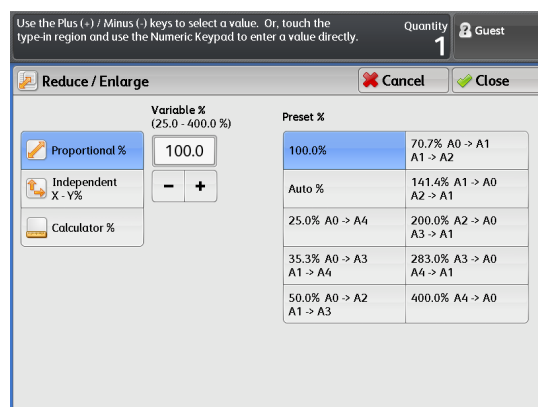 Use the Plus (+) / Minus (-) keys to select a value. Or, touch the
type-in region and use the Numeric Keypad to enter a value directly.
Quantity
1
Guest
Reduce / Enlarge
Cancel
Close
Variable %
(25.0 - 400.0 %)
100.0
- +
Proportional %
Independent
X - Y%
Calculator %
Preset %
100.0%
70.7% A0 -> A1
A1 -> A2
Auto %
141.4% A1 -> A0
A2 -> A1
25.0% A0 -> A4
200.0% A2 -> A0
A3 -> A1
35.3% A0 -> A3
A1 -> A4
283.0% A3 -> A0
A4 -> A1
50.0% A0 -> A2
A1 -> A3
400.0% A4 -> A0